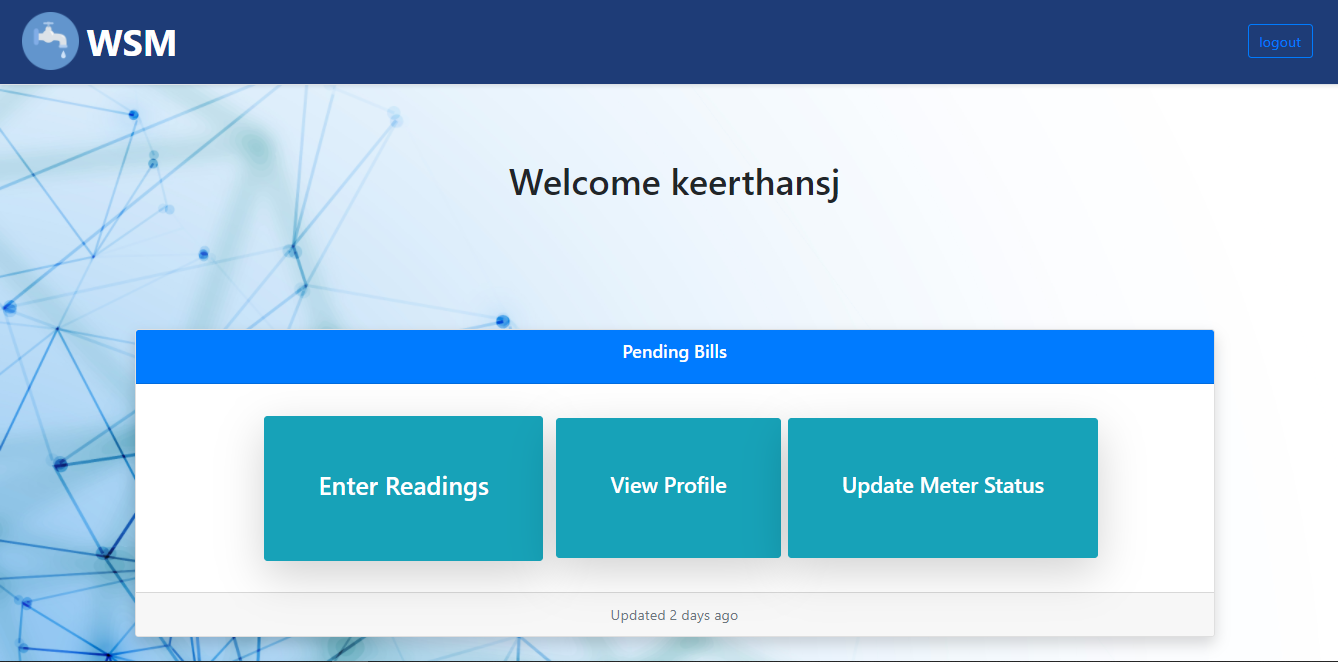 WSM
logout
Welcome keerthansj
Pending Bills
Enter Readings
View Profile
Update Meter Status
Updated 2 days ago